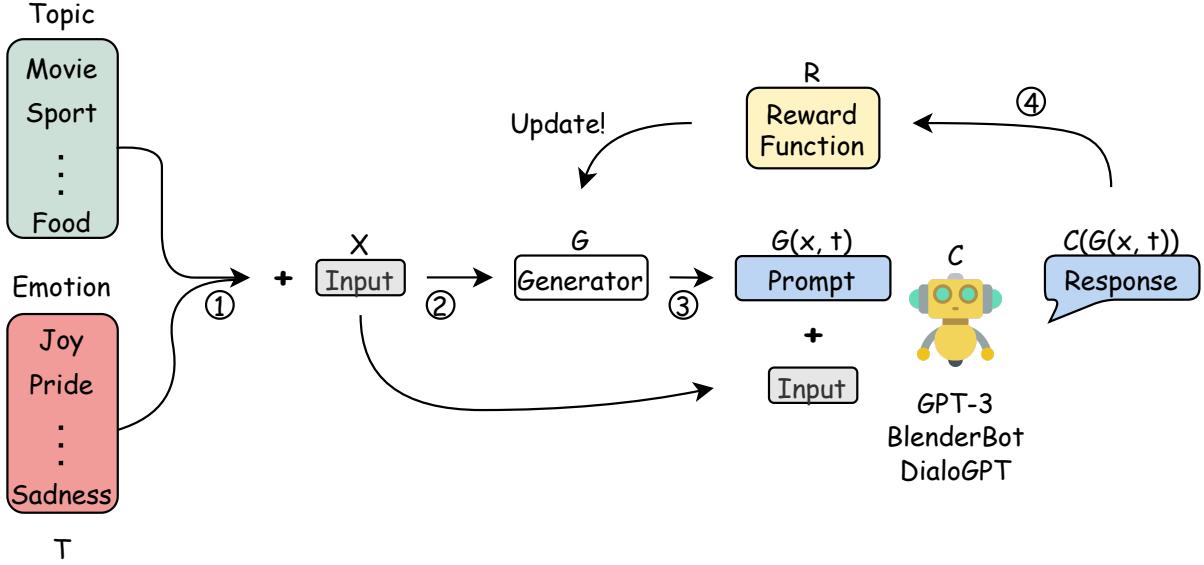 Topic
Movie
Sport
Food
Emotion
Joy
Pride
Sadness
T
①
+
X
Input
②
G
Generator
Update!
③
R
Reward
Function
④
G(x, t)
Prompt
+
Input
C
GPT-3
BlenderBot
DialoGPT
C(G(x, t))
Response